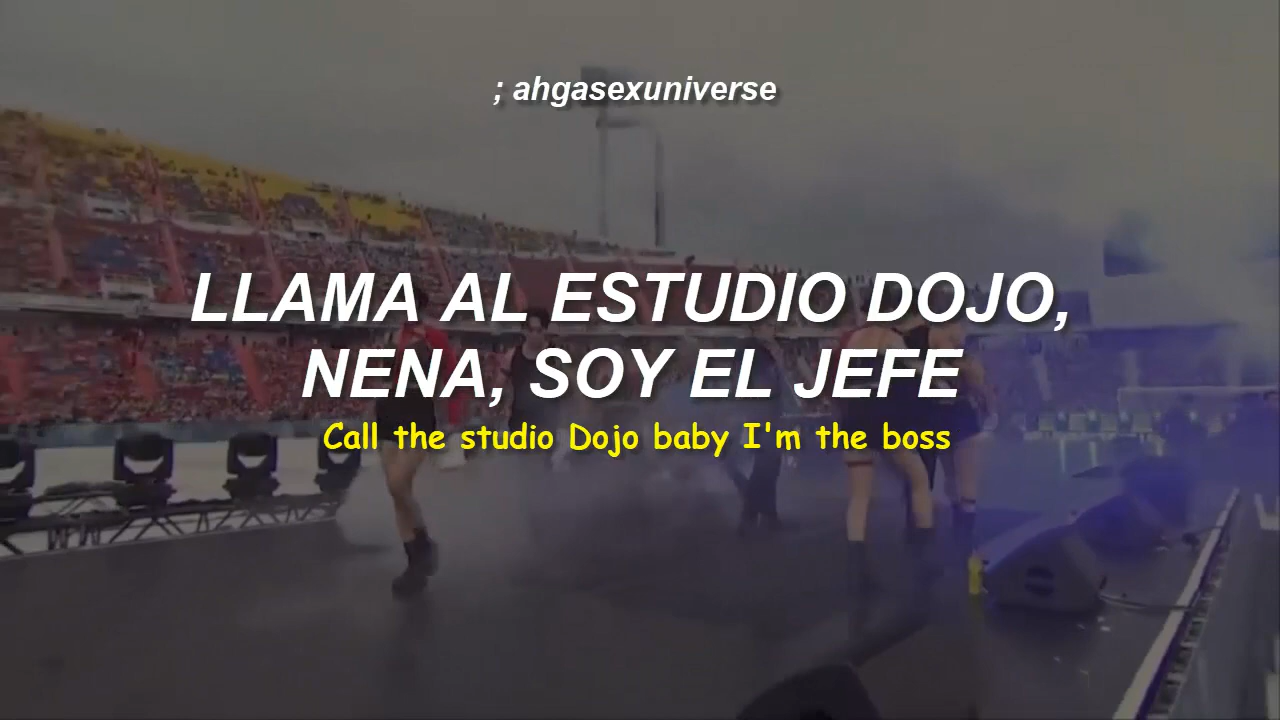 ; ahgasexuniverse
LLAMA AL ESTUDIO DOJO,
NENA, SOY EL JEFE
Call the studio Dojo baby I'm the boss